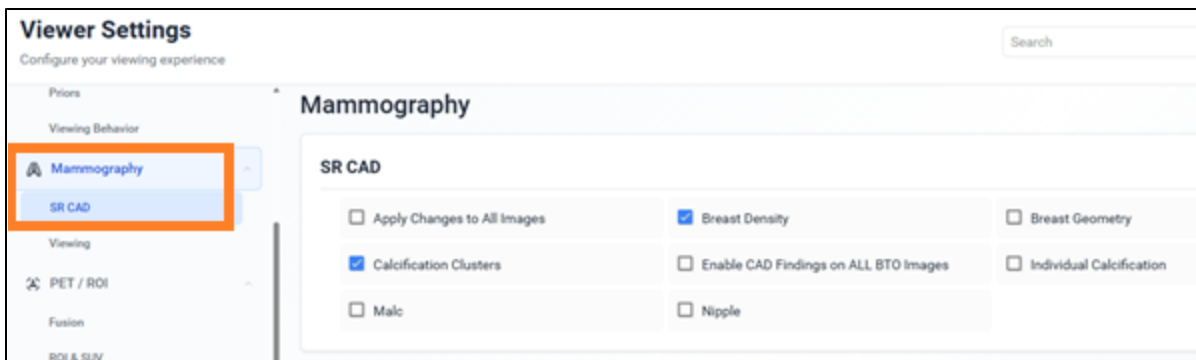 Viewer Settings
Configure your viewing experience
Search
Priors
Viewing Behavior
Mammography
SR CAD
Viewing
PET / ROI
Fusion
ROI & SUV
Mammography
SR CAD
Apply Changes to All Images
Breast Density
Breast Geometry
Calcification Clusters
Enable CAD Findings on ALL BTO Images
Individual Calcification
Malc
Nipple